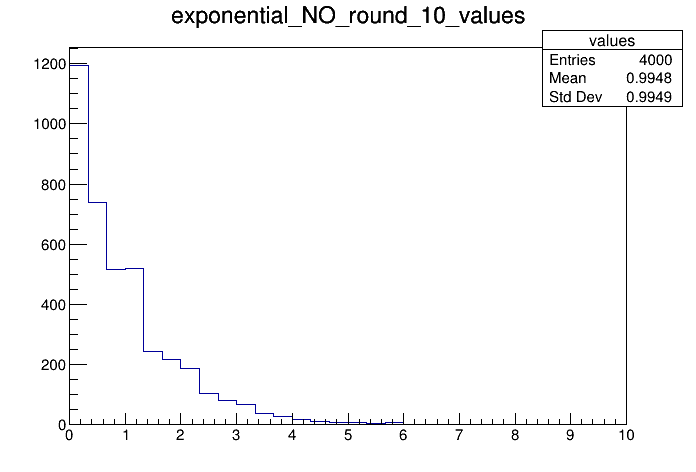 exponential_NO_round_10_values
values
Entries 4000
Mean 0.9948
Std Dev 0.9949
1200
1000
800
600
400
200
0
0 1 2 3 4 5 6 7 8 9 10